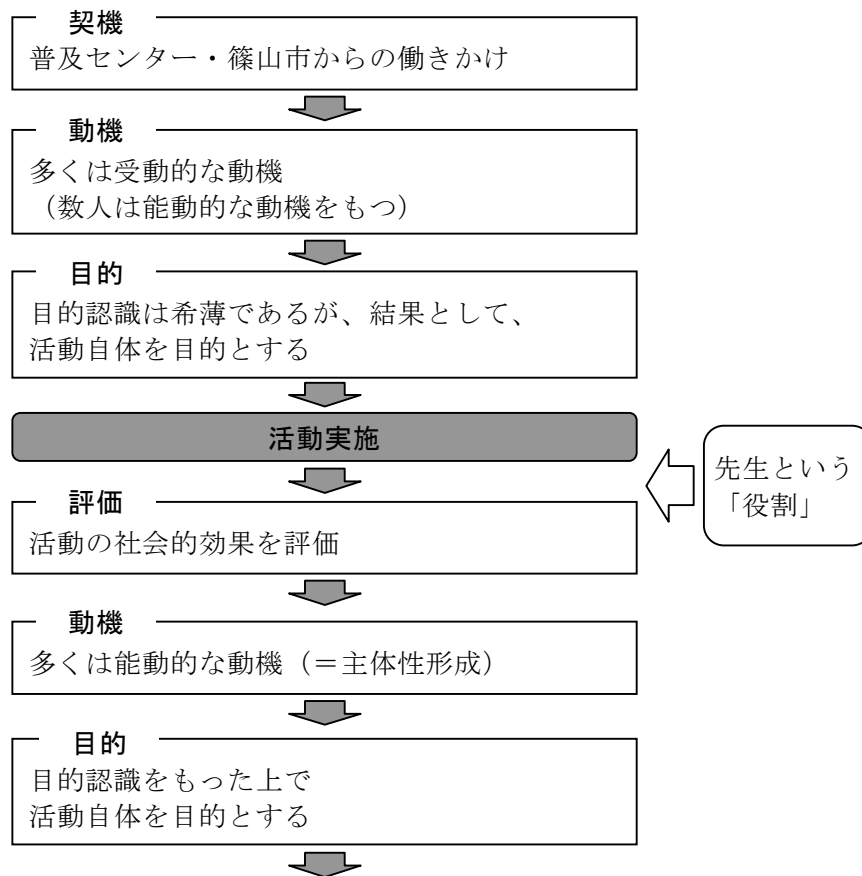 契機
普及センター・篠山市からの働きかけ
動機
多くは受動的な動機
（数人は能動的な動機をもつ）
目的
目的認識は希薄であるが、結果として、
活動自体を目的とする
活動実施
先生という
「役割」
評価
活動の社会的効果を評価
動機
多くは能動的な動機（＝主体性形成）
目的
目的認識をもった上で
活動自体を目的とする